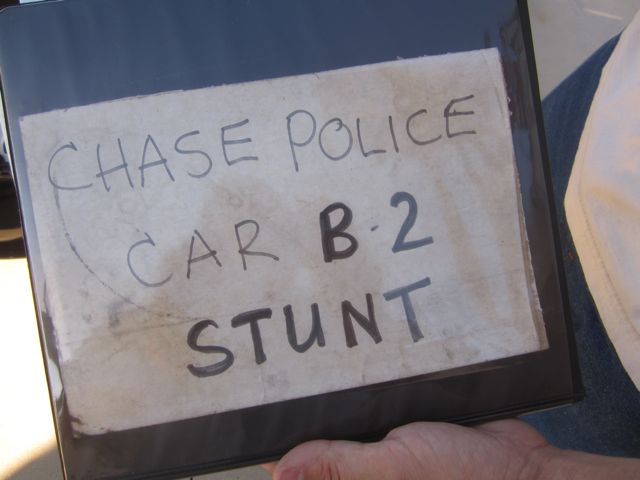 CHASE POLICE
CAR B-2
STUNT